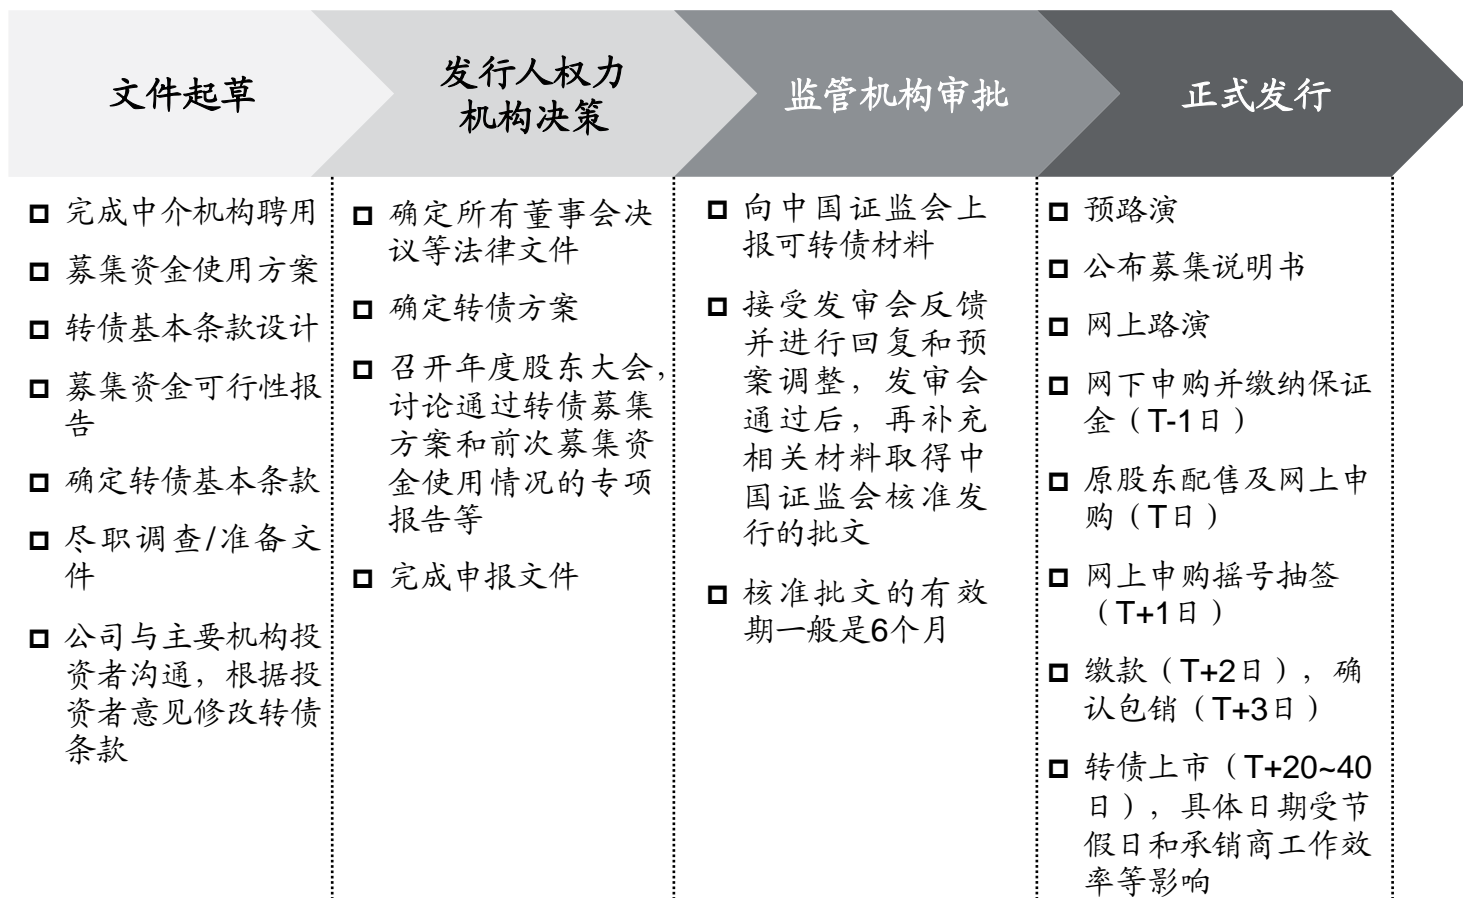 文件起草
发行人权力
机构决策
监管机构审批
正式发行
完成中介机构聘用
募集资金使用方案
转债基本条款设计
募集资金可行性报
告
确定转债基本条款
尽职调查/准备文
件
公司与主要机构投
资者沟通，根据投
资者意见修改转债
条款
确定所有董事会决
议等法律文件
确定转债方案
召开年度股东大会，
讨论通过转债募集
方案和前次募集资
金使用情况的专项
报告等
完成申报文件
向中国证监会上
报可转债材料
接受发审会反馈
并进行回复和预
案调整，发审会
通过后，再补充
相关材料取得中
国证监会核准发
行的批文
核准批文的有效
期一般是6个月
预路演
公布募集说明书
网上路演
网下申购并缴纳保证
金（T-1日）
原股东配售及网上申
购（T日）
网上申购摇号抽签
（T+1日）
缴款（T+2日），确
认包销（T+3日）
转债上市（T+20~40
日），具体日期受节
假日和承销商工作效
率等影响